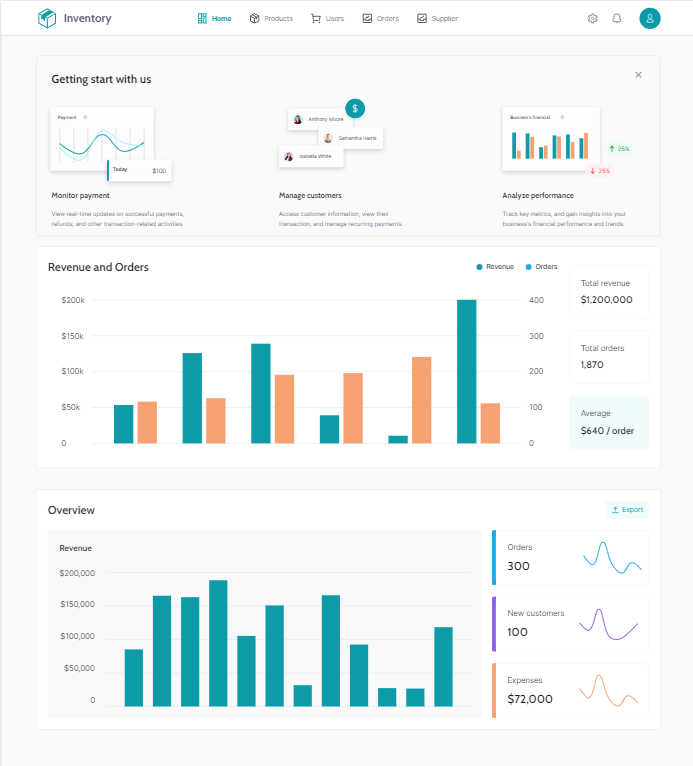 Inventory
Home
Products
Users
Orders
Supplier
Getting start with us
Payment
Today
$100
Anthony Moore
$
Samantha Harris
Isabella White
Business's financial
25%
25%
Monitor payment
View real-time updates on successful payments,
refunds, and other transaction-related activities
Manage customers
Access customer information, view their
transaction, and manage recurring payments.
Analyze performance
Track key metrics, and gain insights into your
business's financial performance and trends.
Revenue and Orders
Revenue
Orders
$200k
$150k
$100k
$50k
0
400
300
200
100
0
Total revenue
$1,200,000
Total orders
1,870
Average
$640 / order
Overview
Export
Revenue
$200,000
$150,000
$100,000
$50,000
0
Orders
300
New customers
100
Expenses
$72,000